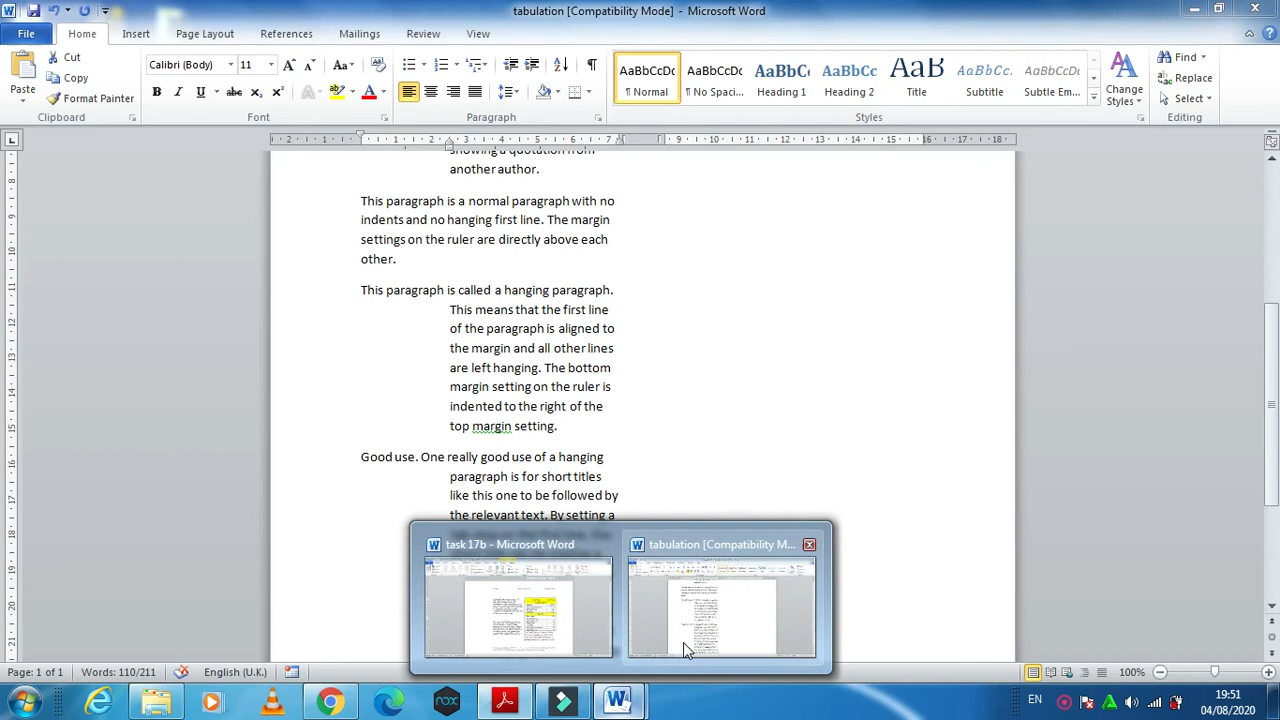 tabulation [Compatibility Mode] - Microsoft Word
File Home Insert Page Layout References Mailings Review View
Paste
Cut
Copy
Format Painter
Clipboard
Calibri (Body) 11
Font
Paragraph
AaBbCcDc AaBbCcDc AaBbCc AaBbCc AaB AaBbCcDc AaBbCcDc
¶ Normal ¶ No Spaci... Heading 1 Heading 2 Title Subtitle Subtle Em...
Change Styles
Styles
Find
Replace
Select
Editing
showing a quotation from
another author.
This paragraph is a normal paragraph with no
indents and no hanging first line. The margin
settings on the ruler are directly above each
other.
This paragraph is called a hanging paragraph.
This means that the first line
of the paragraph is aligned to
the margin and all other lines
are left hanging. The bottom
margin setting on the ruler is
indented to the right of the
top margin setting.
Good use. One really good use of a hanging
paragraph is for short titles
like this one to be followed by
the relevant text. By setting a
task 17b - Microsoft Word
tabulation [Compatibility M...
Page: 1 of 1 Words: 110/211 English (U.K.) 100%
EN 19:51
04/08/2020